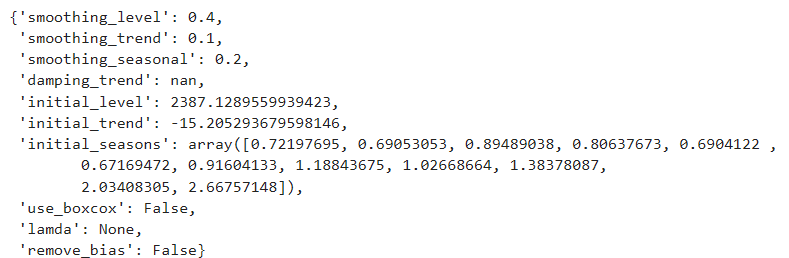 {'smoothing_level': 0.4,
'smoothing_trend': 0.1,
'smoothing_seasonal': 0.2,
'damping_trend': nan,
'initial_level': 2387.1289559939423,
'initial_trend': -15.205293679598146,
'initial_seasons': array([0.72197695, 0.69053053, 0.89489038, 0.80637673, 0.6904122 ,
0.67169472, 0.91604133, 1.18843675, 1.02668664, 1.38378087,
2.03408305, 2.66757148]),
'use_boxcox': False,
'lamda': None,
'remove_bias': False}